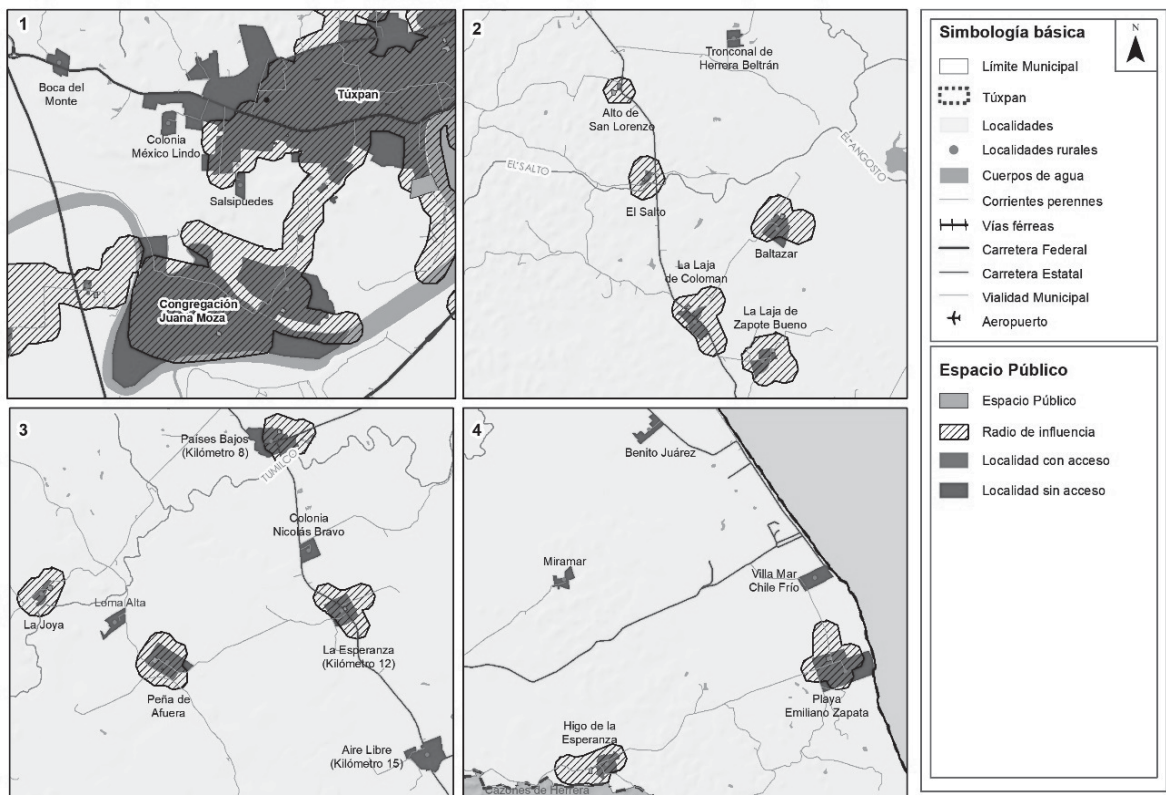 1
Boca del
Monte
Colonia
México Lindo
Túxpan
Salsipuedes
Congregación
Juana Moza
2
Troncoñal de
Herrera Beltrán
Alto de
San Lorenzo
EL SALTO
EL ANGOSTO
El Salto
Baltazar
La Laja
de Coloman
La Laja de
Zapote Bueno
3
Países Bajos
(Kilómetro 8)
TUMILCO
Colonia
Nicolás Bravo
La Joya
Loma Alta
La Esperanza
(Kilómetro 12)
Peña de
Afuera
Aire Libre
(Kilómetro 15)
4
Benito Juárez
Miramar
Villa Mar
Chile Frío
Playa
Emiliano Zapata
Higo de la
Esperanza
Cazones de Herrera
Simbología básica
N
Límite Municipal
Túxpan
Localidades
Localidades rurales
Cuerpos de agua
Corrientes perennes
Vías férreas
Carretera Federal
Carretera Estatal
Vialidad Municipal
Aeropuerto
Espacio Público
Espacio Público
Radio de influencia
Localidad con acceso
Localidad sin acceso